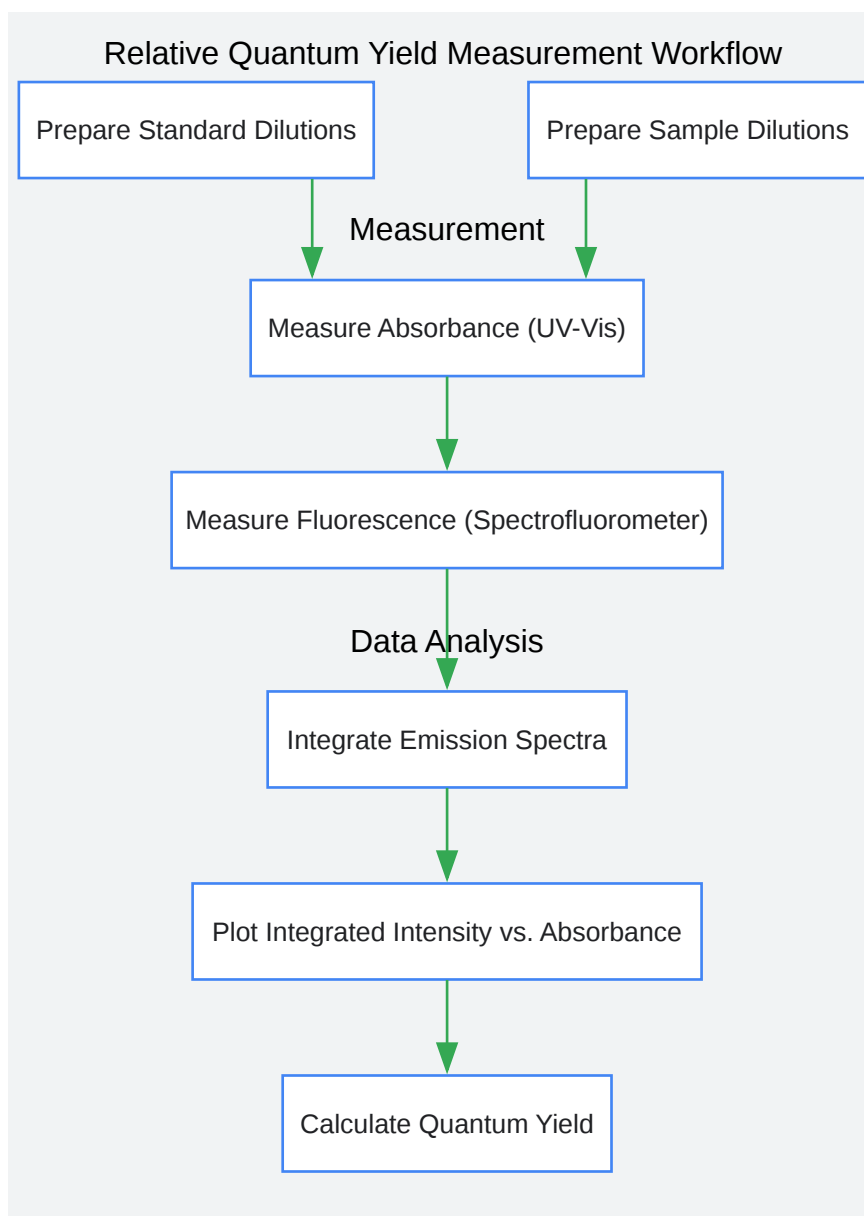 Relative Quantum Yield Measurement Workflow
Prepare Standard Dilutions
Prepare Sample Dilutions
Measurement
Measure Absorbance (UV-Vis)
Measure Fluorescence (Spectrofluorometer)
Data Analysis
Integrate Emission Spectra
Plot Integrated Intensity vs. Absorbance
Calculate Quantum Yield